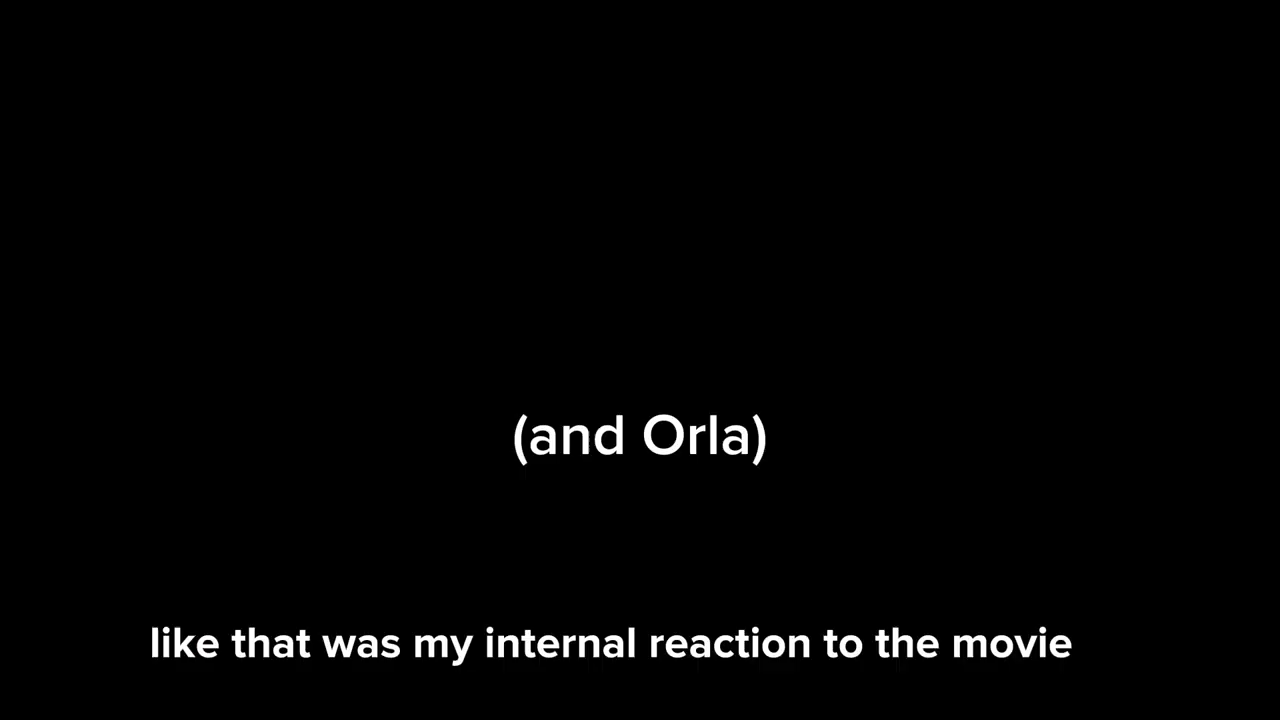 (and Orla)
like that was my internal reaction to the movie